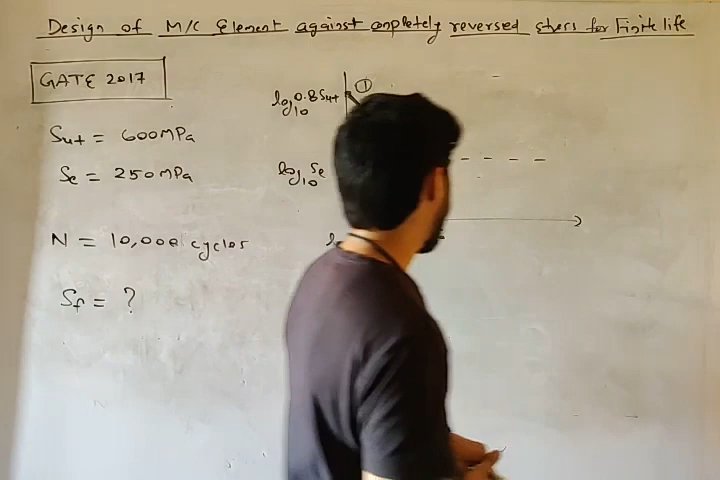 Design of M/C Element against completely reversed stress for Finite life
GATE 2017
Sut = 600MPa
Se = 250MPa
N = 10,000 cycles
Sf = ?
①
log10 0.8Sut
log10 Se